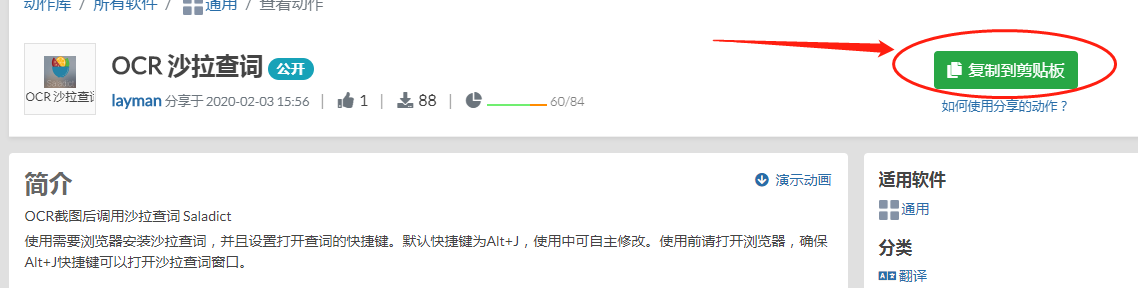 动作库 / 所有软件 / 通用 / 查看动作
OCR 沙拉查词 公开
OCR 沙拉查词
layman 分享于 2020-02-03 15:56 | 1 | 88 | 60/84
复制到剪贴板
如何使用分享的动作？
简介
演示动画
OCR截图后调用沙拉查词 Saladict
使用需要浏览器安装沙拉查词，并且设置打开查词的快捷键。默认快捷键为Alt+J，使用中可自主修改。使用前请打开浏览器，确保
Alt+J快捷键可以打开沙拉查词窗口。
适用软件
通用
分类
翻译